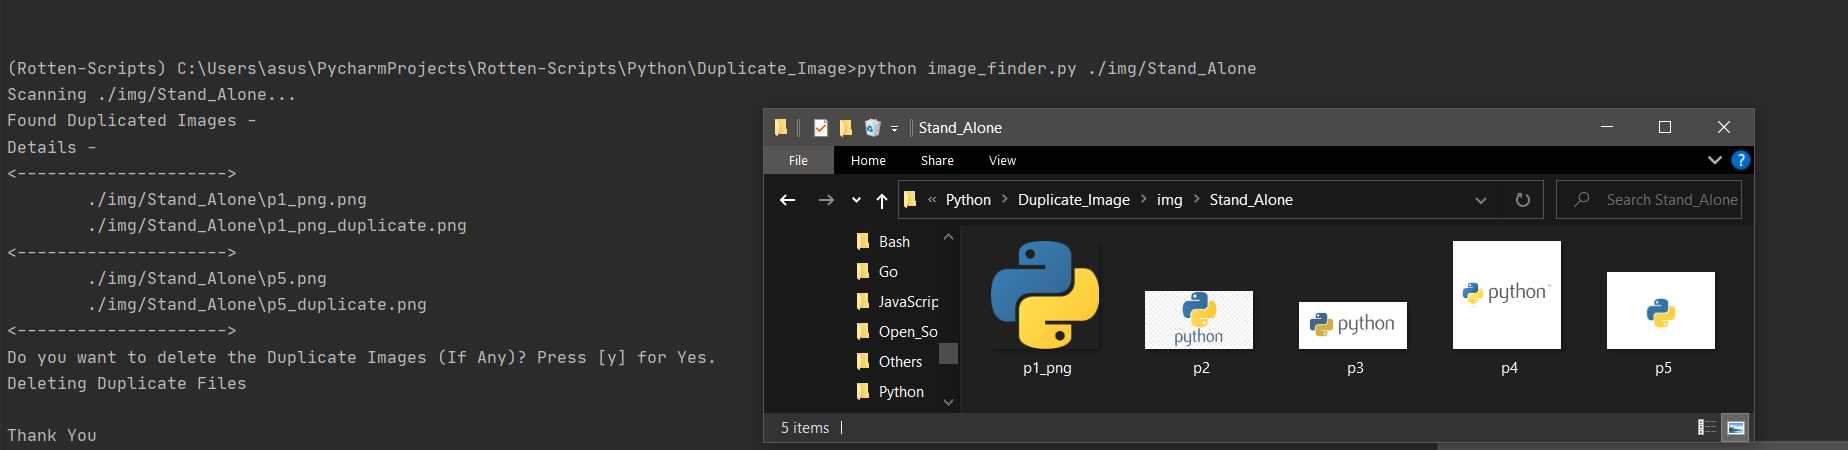 (Rotten-Scripts) C:\Users\asus\PycharmProjects\Rotten-Scripts\Python\Duplicate_Image>python image_finder.py ./img/Stand_Alone
Scanning ./img/Stand_Alone...
Found Duplicated Images -
Details -
<--------------------->
./img/Stand_Alone\p1_png.png
./img/Stand_Alone\p1_png_duplicate.png
<--------------------->
./img/Stand_Alone\p5.png
./img/Stand_Alone\p5_duplicate.png
<--------------------->
Do you want to delete the Duplicate Images (If Any)? Press [y] for Yes.
Deleting Duplicate Files
Thank You
Stand_Alone
File Home Share View
« Python > Duplicate_Image > img > Stand_Alone
Search Stand_Alone
Bash
Go
JavaScrip
Open_So
Others
Python
python
python
python™
p1_png p2 p3 p4 p5
5 items